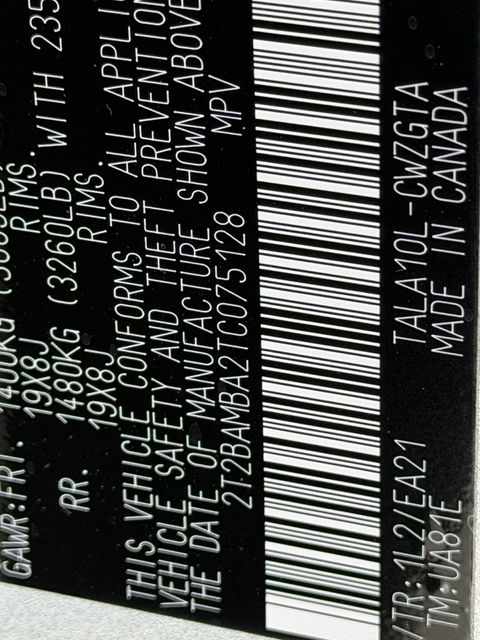 GAWR:FRT. 1400KG
19X8J RIMS.
RR. 1480KG (3260LB) WITH 235
19X8J RIMS.
THIS VEHICLE CONFORMS TO ALL APPLIC
VEHICLE SAFETY AND THEFT PREVENTION
THE DATE OF MANUFACTURE SHOWN ABOVE
2T2BAMBA2TC075128 MPV
/TR:1L2/EA21 TALA10L-CWZGTA
TM:UA81E MADE IN CANADA